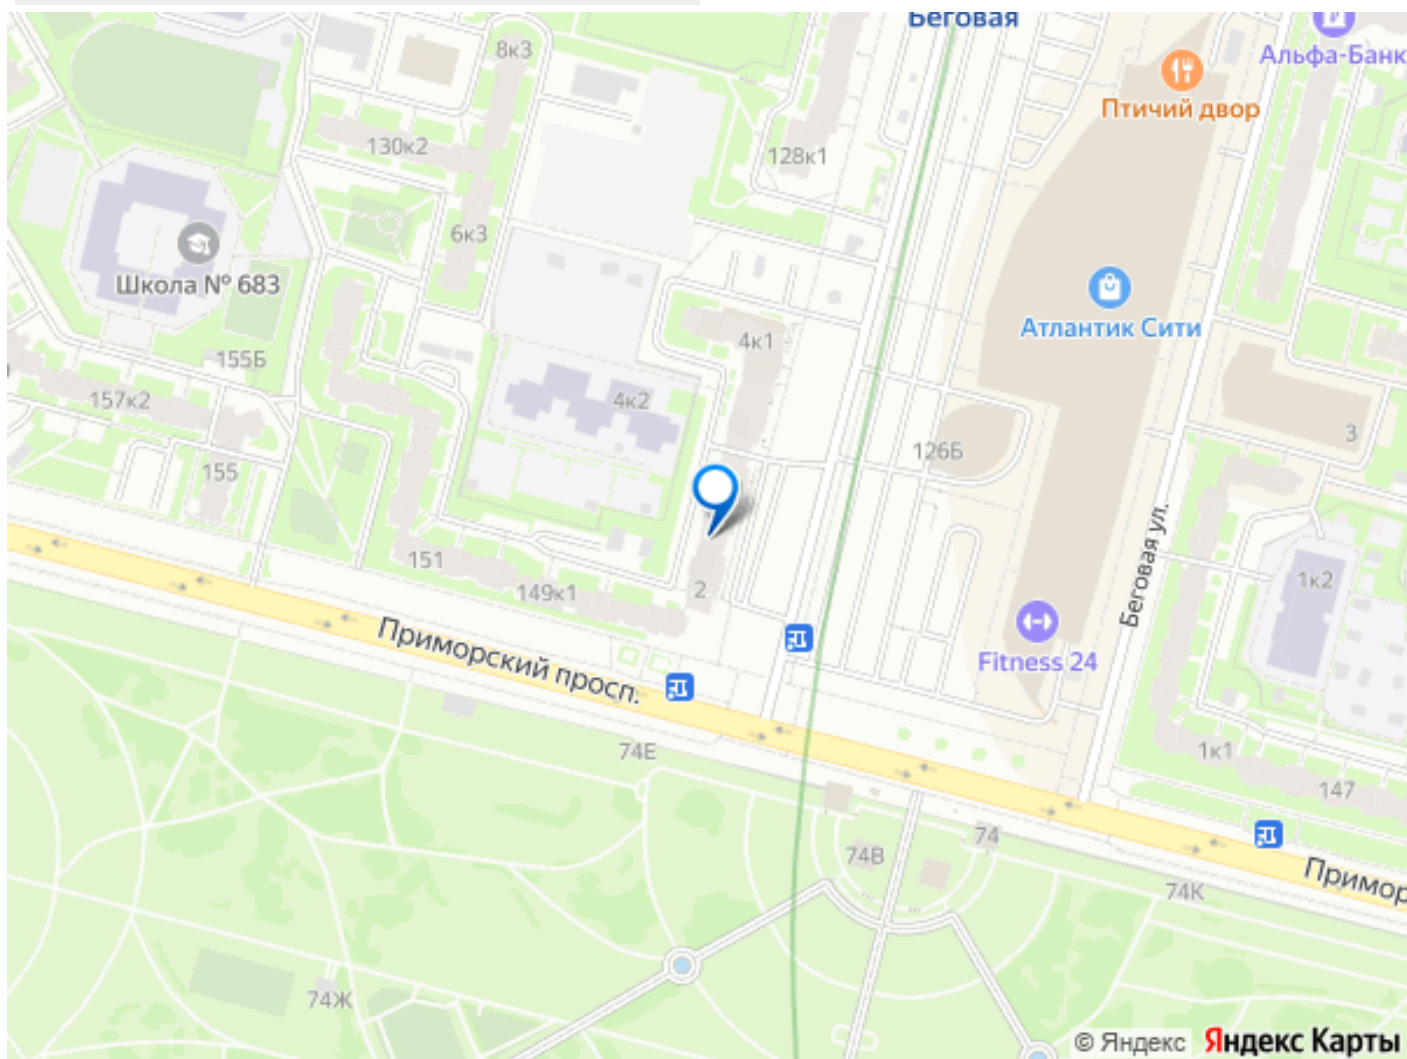 Беговая
Альфа-Банк
8к3
Птичий двор
130к2
128к1
6к3
Школа № 683
Атлантик Сити
4к1
155Б
157к2
4к2
3
126Б
155
Беговая ул.
151
149к1
2
1к2
Приморский просп.
Fitness 24
74Е
1к1
147
74
74В
Примор
74К
74Ж
© Яндекс Яндекс Карты